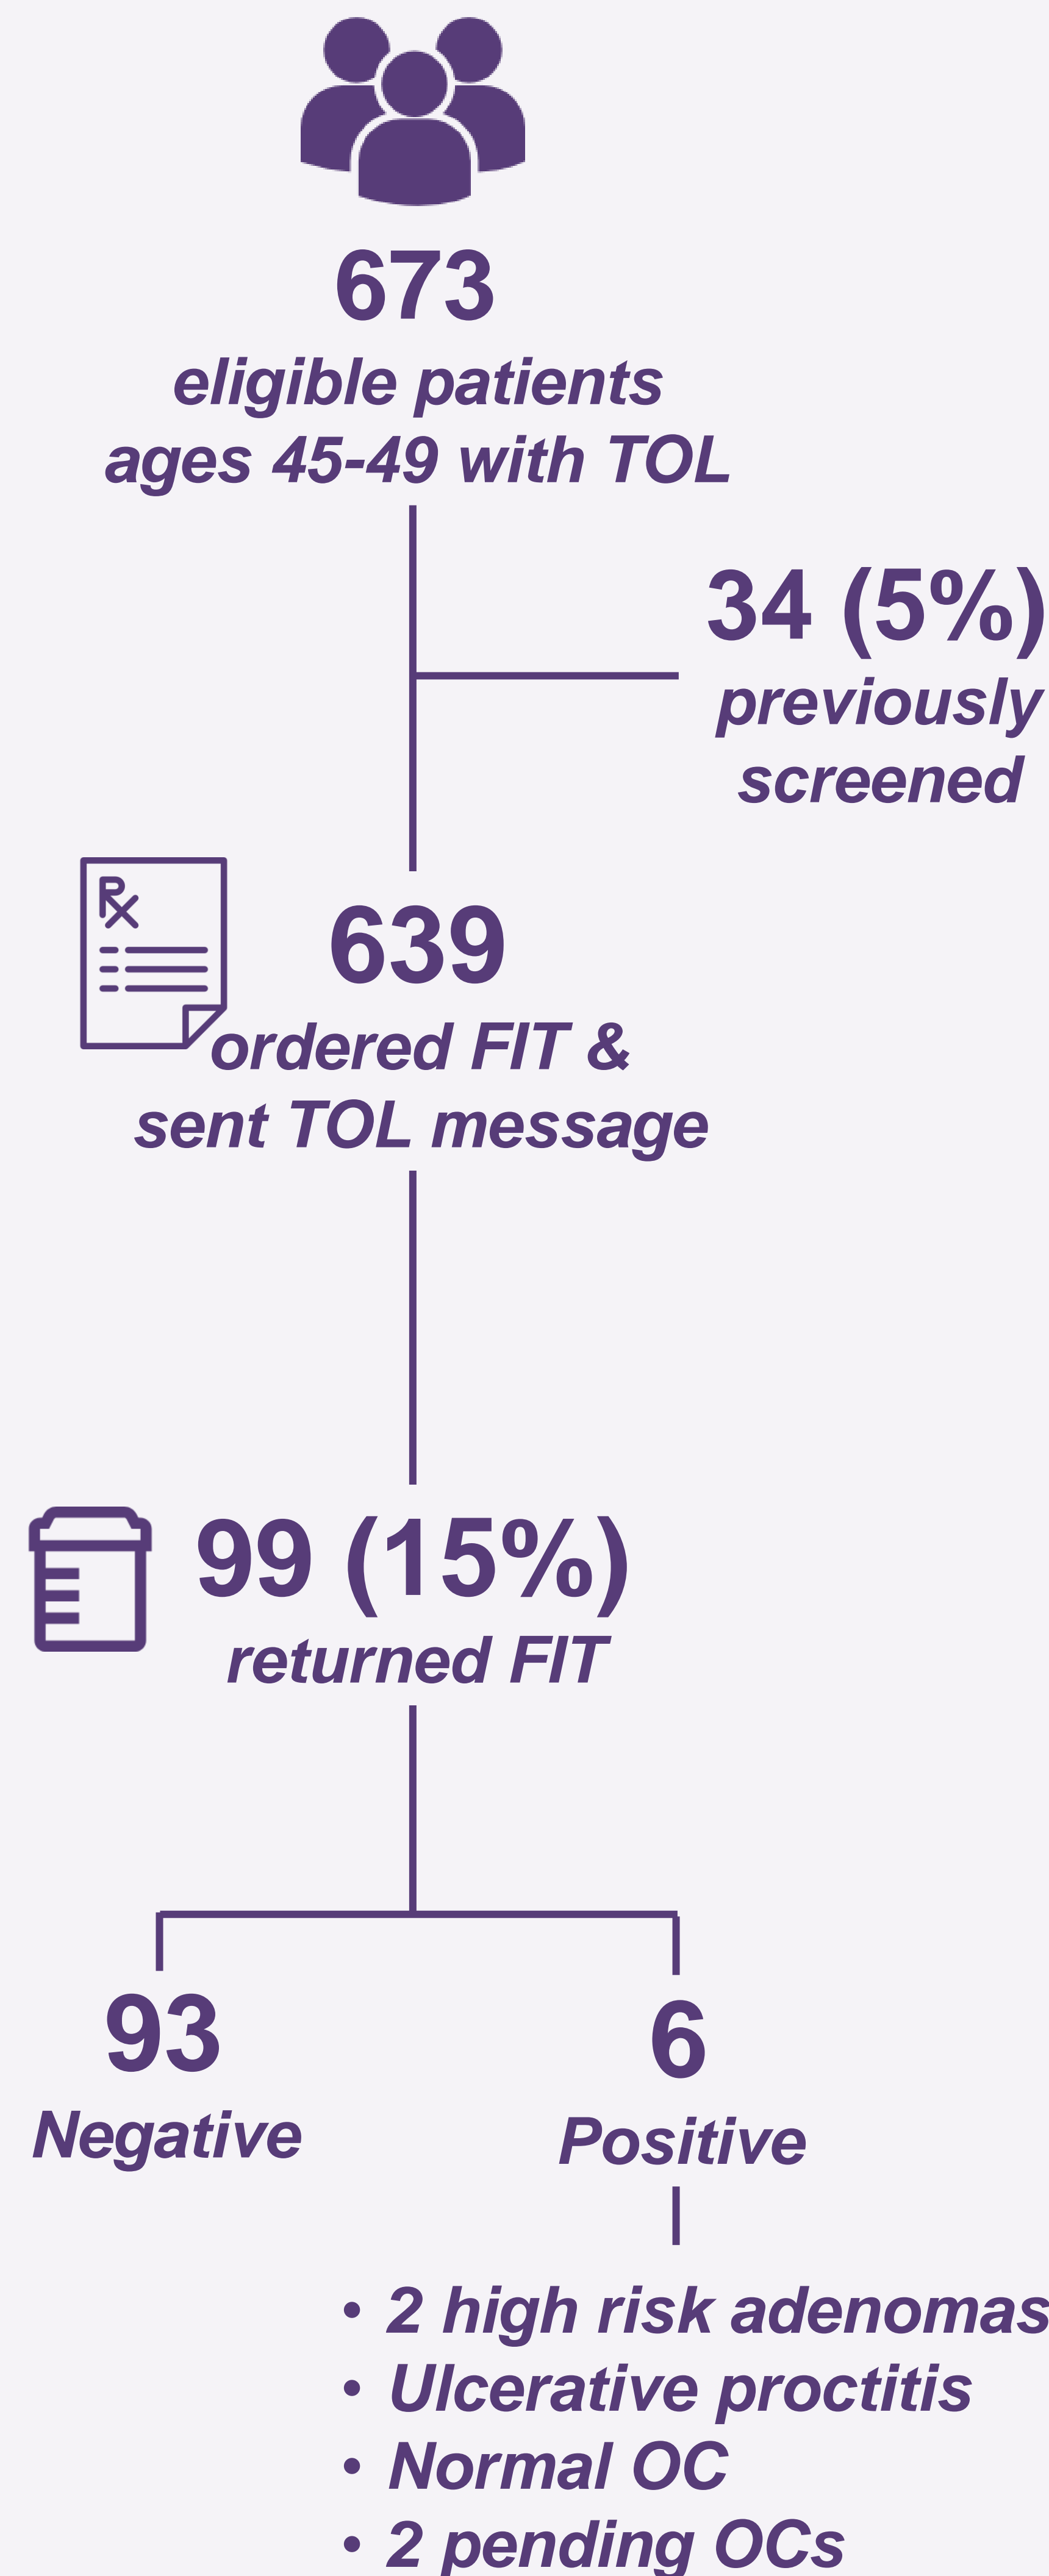 673
eligible patients
ages 45-49 with TOL
34 (5%)
previously
screened
Rx
639
ordered FIT &
sent TOL message
99 (15%)
returned FIT
93
Negative
6
Positive
• 2 high risk adenomas
• Ulcerative proctitis
• Normal OC
• 2 pending OCs